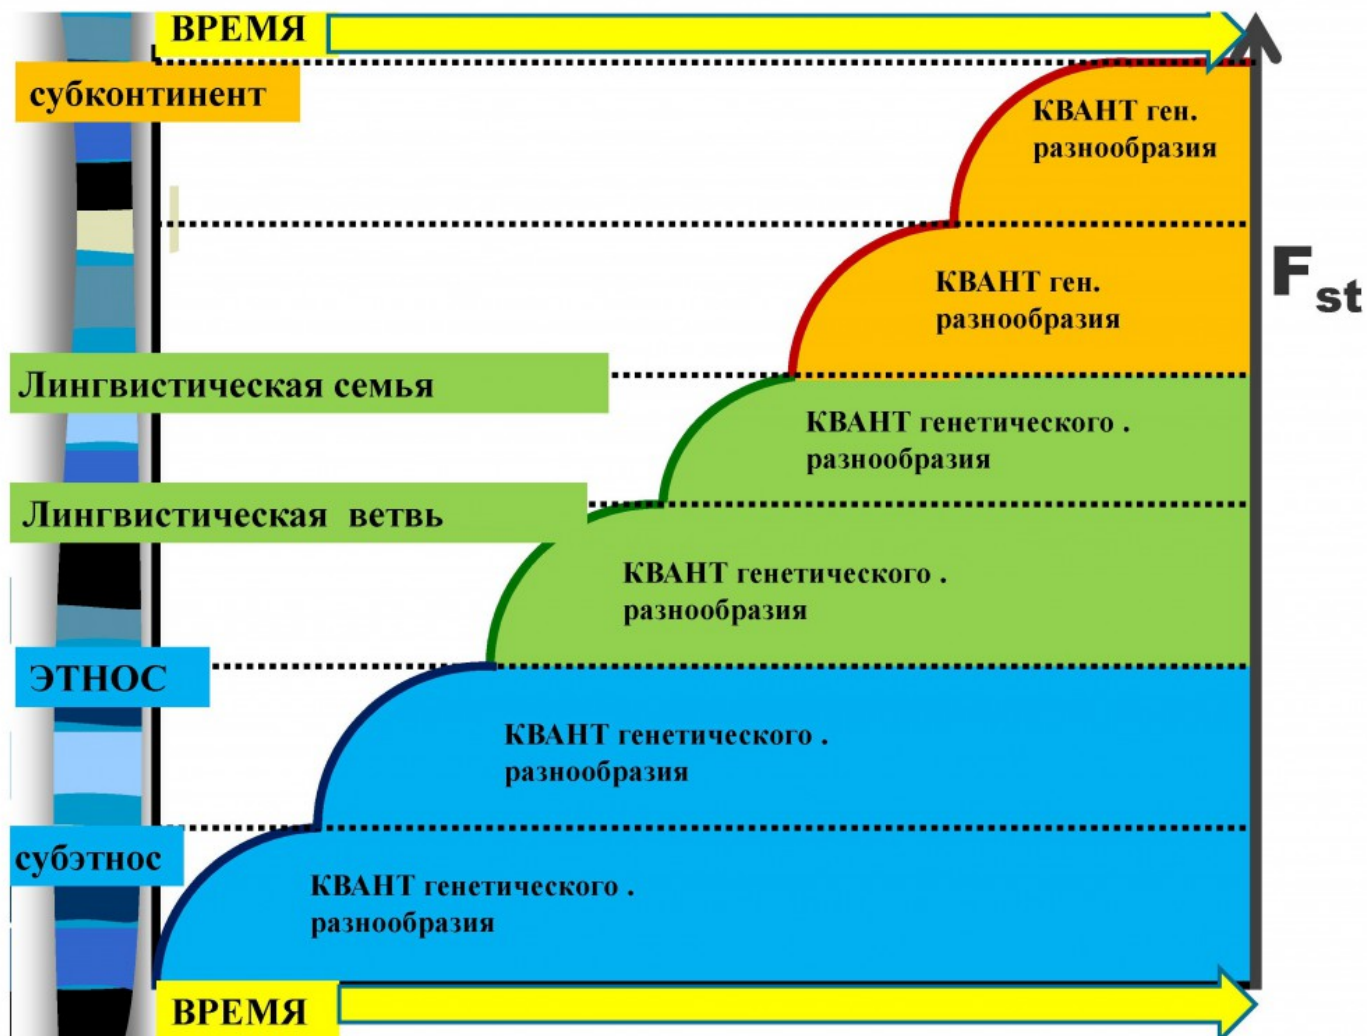 ВРЕМЯ
субконтинент
КВАНТ ген.
разнообразия
F st
КВАНТ ген.
разнообразия
Лингвистическая семья
КВАНТ генетического .
разнообразия
Лингвистическая ветвь
КВАНТ генетического .
разнообразия
ЭТНОС
КВАНТ генетического .
разнообразия
субэтнос
КВАНТ генетического .
разнообразия
ВРЕМЯ